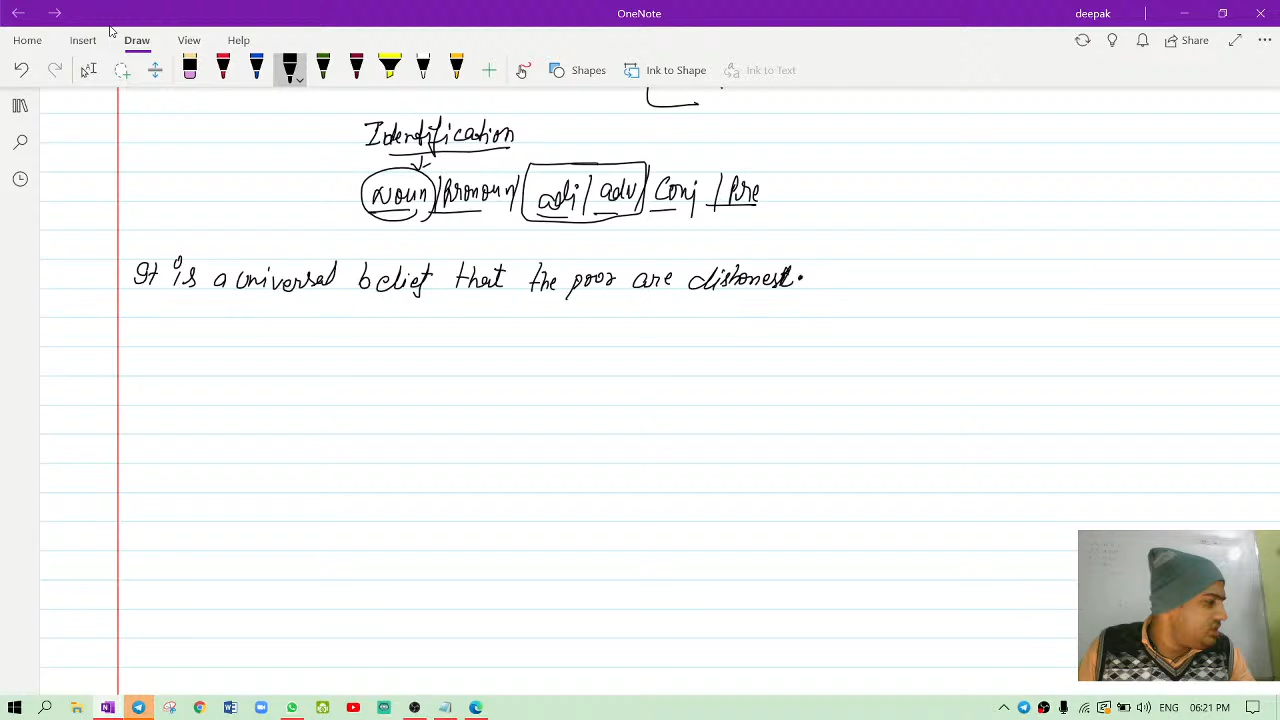 OneNote
deepak
Home Insert Draw View Help
Share
Shapes Ink to Shape Ink to Text
Identification
Noun/Pronoun/adj/adv/Conj/Pre
It is a universal belief that the poor are dishonest.
ENG 06:21 PM